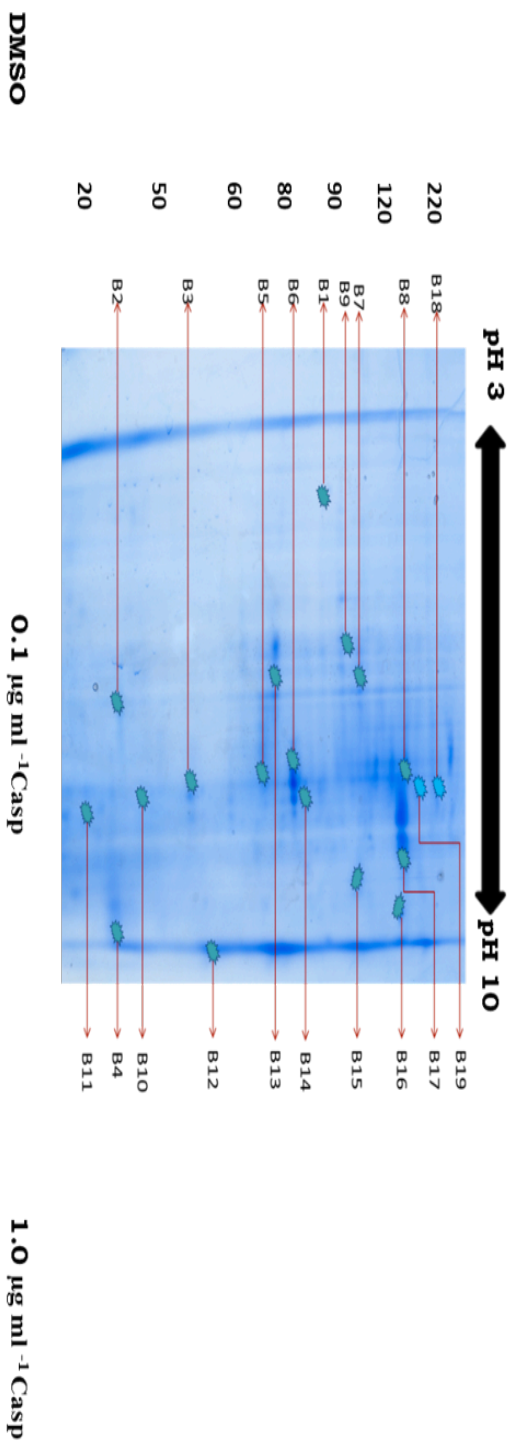 pH 3
pH 10
220
120
90
80
60
50
20
B18
B8
B7
B9
B1
B6
B5
B3
B2
B19
B17
B16
B15
B14
B13
B12
B10
B4
B11
DMSO
0.1 µg ml -1Casp
1.0 µg ml -1Casp